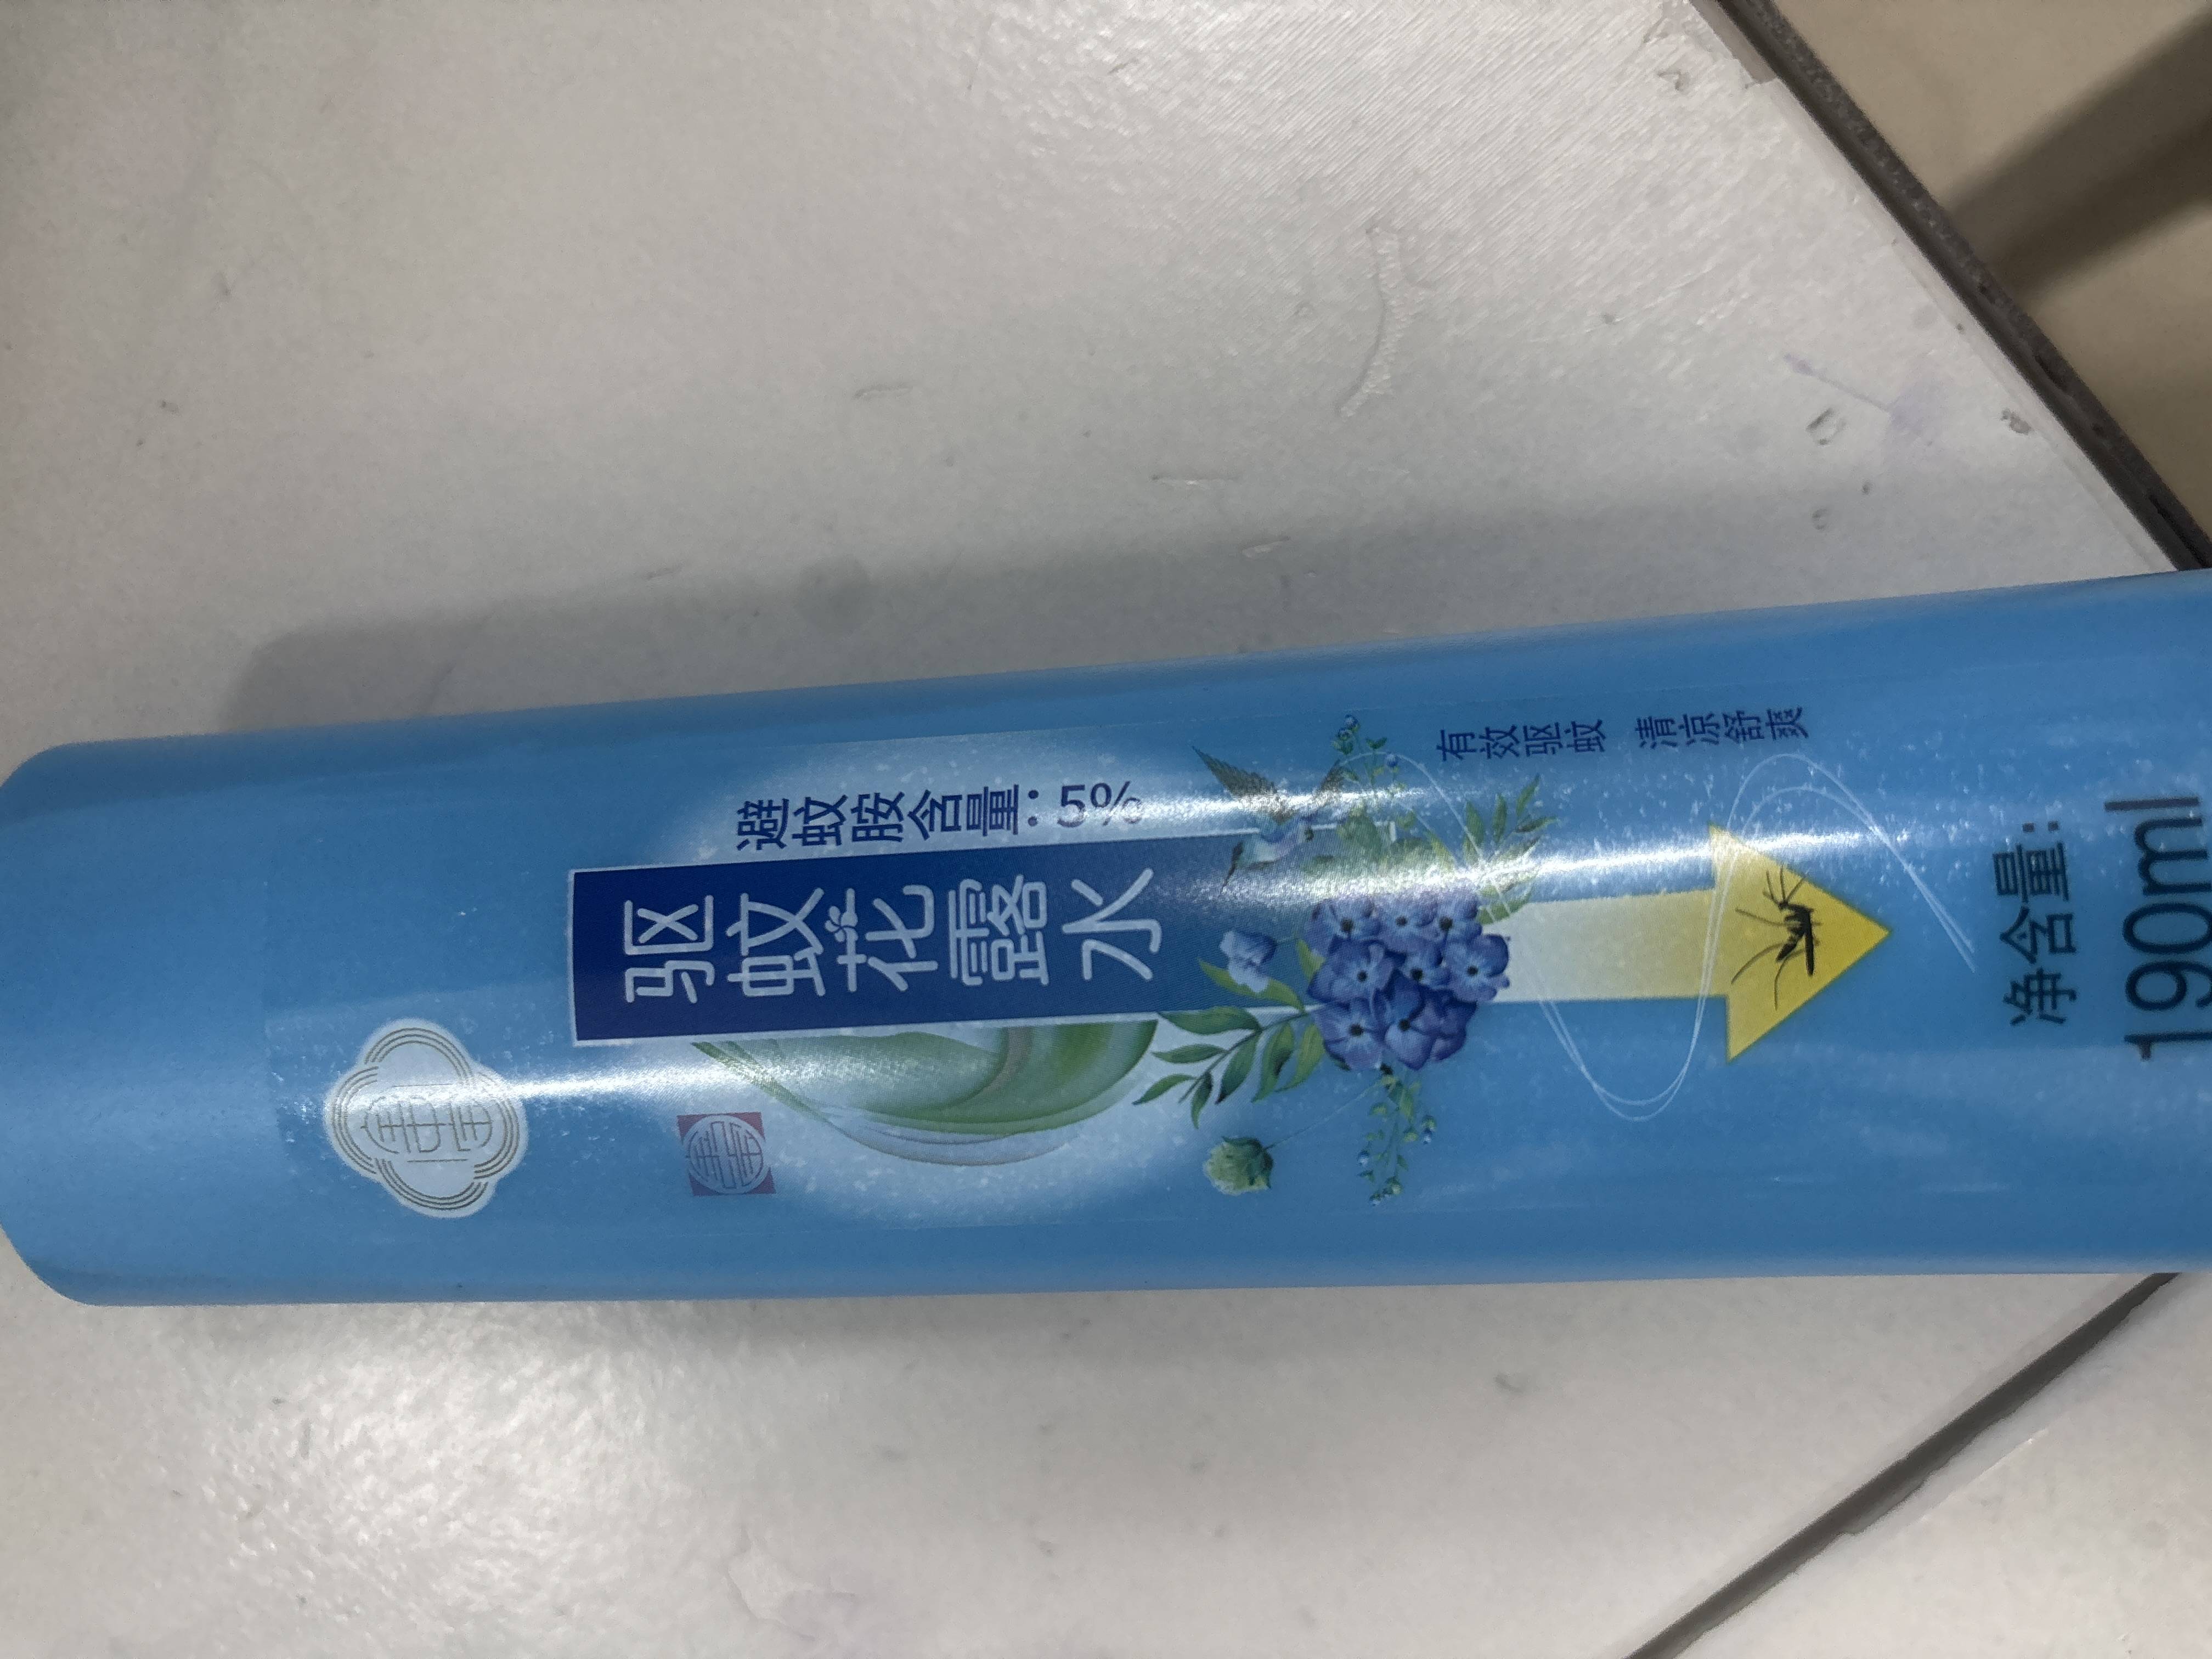 避蚊胺含量：5%
驱蚊花露水
有效驱蚊 清凉舒爽
净含量：
190ml